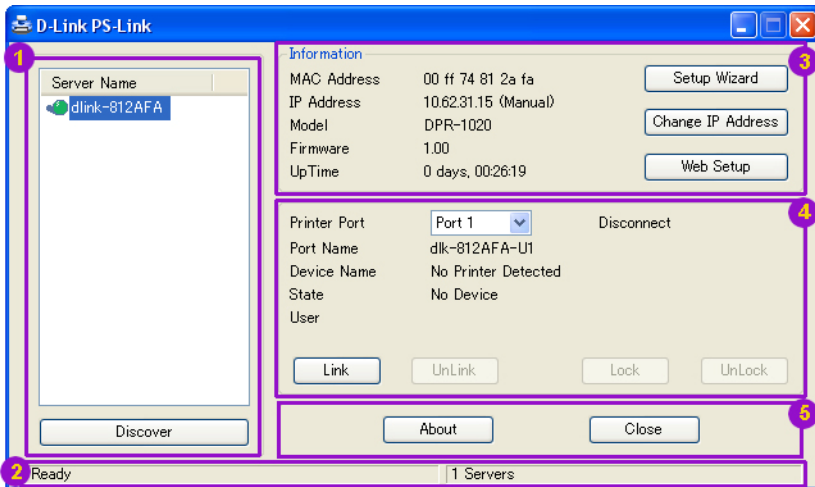 D-Link PS-Link
1
Server Name
dlink-812AFA
Discover
Information
3
MAC Address 00 ff 74 81 2a fa
Setup Wizard
IP Address 10.62.31.15 (Manual)
Model DPR-1020
Change IP Address
Firmware 1.00
UpTime 0 days, 00:26:19
Web Setup
4
Printer Port Port 1 Disconnect
Port Name dlk-812AFA-U1
Device Name No Printer Detected
State No Device
User
Link UnLink Lock UnLock
5
About Close
2
Ready 1 Servers